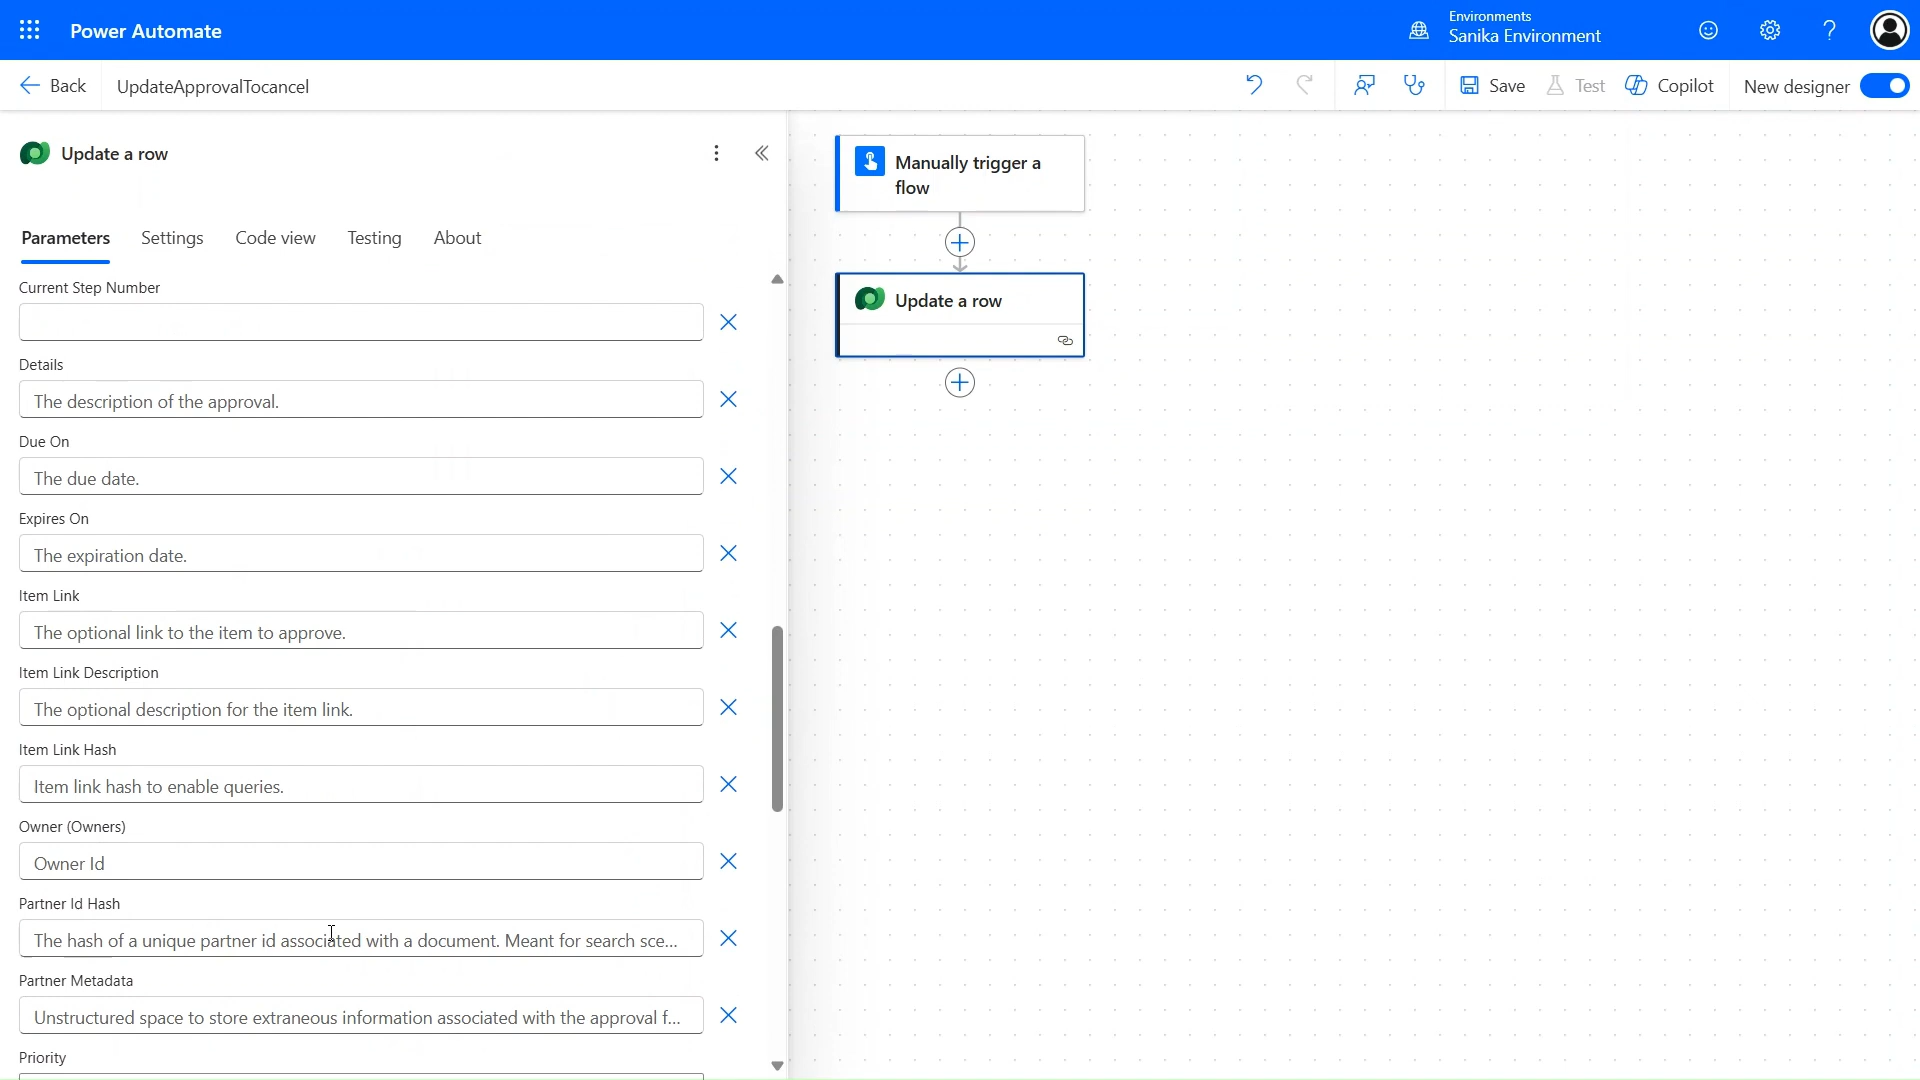 Power Automate
Environments
Sanika Environment
Back
UpdateApprovalTocancel
Save
Test
Copilot
New designer
Update a row
Parameters
Settings
Code view
Testing
About
Current Step Number
Details
The description of the approval.
Due On
The due date.
Expires On
The expiration date.
Item Link
The optional link to the item to approve.
Item Link Description
The optional description for the item link.
Item Link Hash
Item link hash to enable queries.
Owner (Owners)
Owner Id
Partner Id Hash
The hash of a unique partner id associated with a document. Meant for search sce...
Partner Metadata
Unstructured space to store extraneous information associated with the approval f...
Priority
Manually trigger a
flow
Update a row